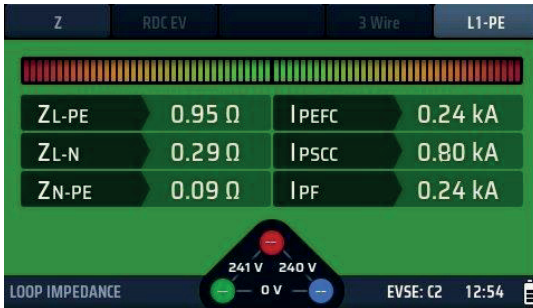 Z RDC EV 3 Wire L1-PE
ZL-PE 0.95 Ω IPEFC 0.24 kA
ZL-N 0.29 Ω IPSCC 0.80 kA
ZN-PE 0.09 Ω IPF 0.24 kA
241 V 240 V
0 V
LOOP IMPEDANCE EVSE: C2 12:54